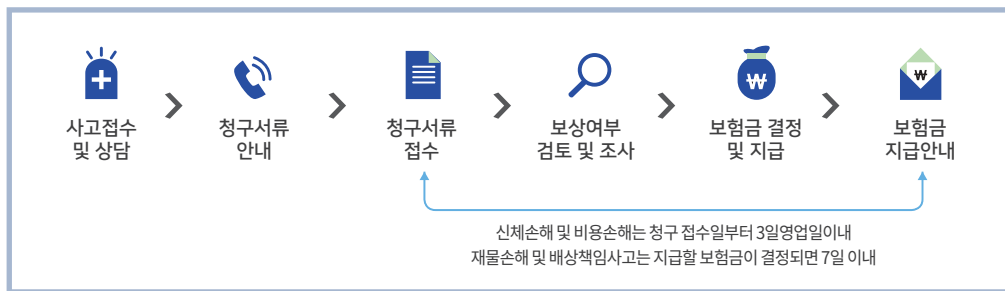 사고접수
및 상담
청구서류
안내
청구서류
접수
보상여부
검토 및 조사
₩
보험금 결정
및 지급
₩
보험금
지급안내
신체손해 및 비용손해는 청구 접수일부터 3일영업일이내
재물손해 및 배상책임사고는 지급할 보험금이 결정되면 7일 이내